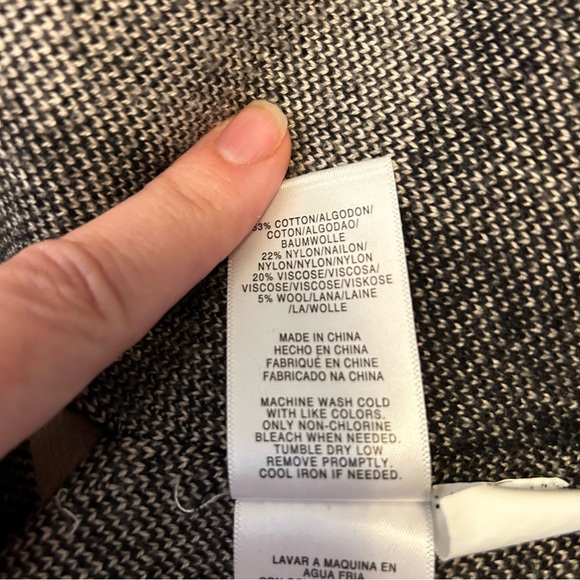 53% COTTON/ALGODON/
COTON/ALGODAO/
BAUMWOLLE
22% NYLON/NAILON/
NYLON/NYLON/NYLON
20% VISCOSE/VISCOSA/
VISCOSE/VISCOSE/VISKOSE
5% WOOL/LANA/LAINE
/LA/WOLLE
MADE IN CHINA
HECHO EN CHINA
FABRIQUÉ EN CHINE
FABRICADO NA CHINA
MACHINE WASH COLD
WITH LIKE COLORS.
ONLY NON-CHLORINE
BLEACH WHEN NEEDED.
TUMBLE DRY LOW
REMOVE PROMPTLY.
COOL IRON IF NEEDED.
LAVAR A MAQUINA EN
AGUA FRIA